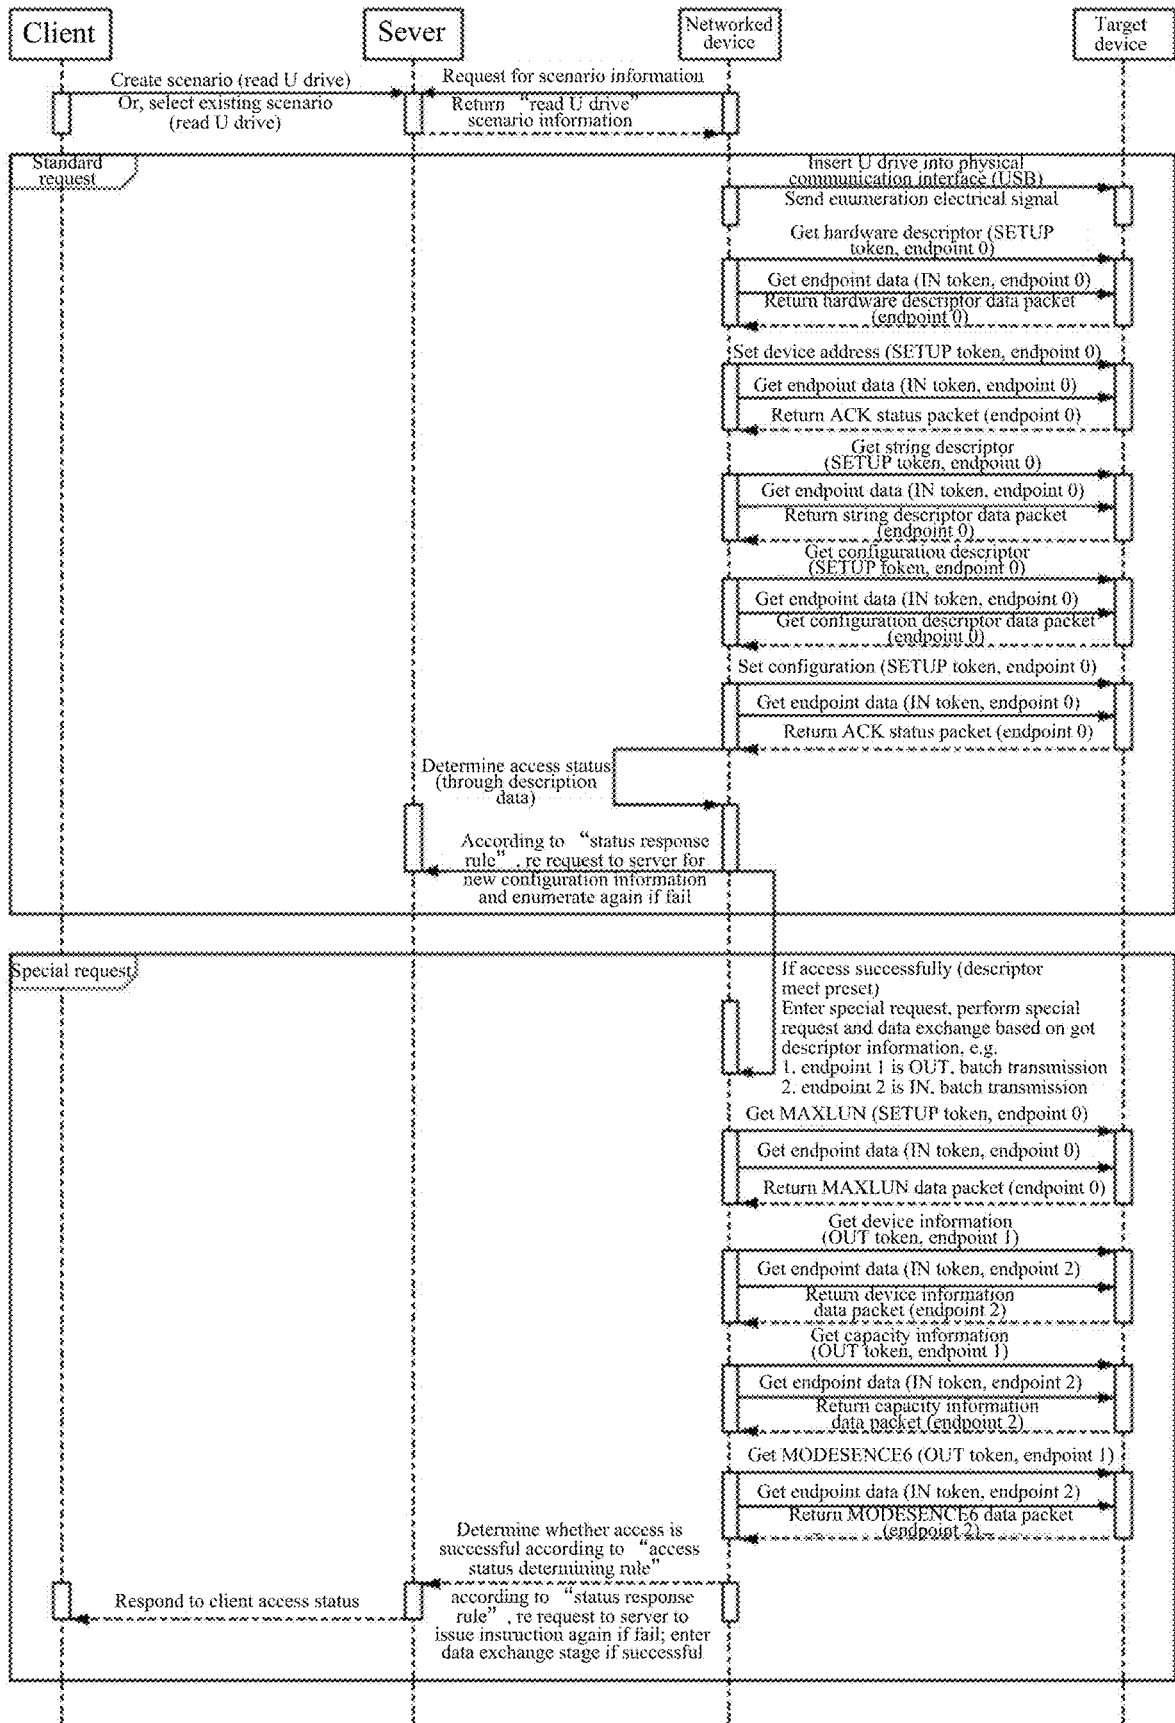 Client
Sever
Networked
device
Target
device
Create scenario (read U drive)
Or, select existing scenario
(read U drive)
Request for scenario information
Return “read U drive”
scenario information
Standard
request
Insert U drive into physical
communication interface (USB)
Send enumeration electrical signal
Get hardware descriptor (SETUP
token, endpoint 0)
Get endpoint data (IN token, endpoint 0)
Return hardware descriptor data packet
(endpoint 0)
Set device address (SETUP token, endpoint 0)
Get endpoint data (IN token, endpoint 0)
Return ACK status packet (endpoint 0)
Get string descriptor
(SETUP token, endpoint 0)
Get endpoint data (IN token, endpoint 0)
Return string descriptor data packet
(endpoint 0)
Get configuration descriptor
(SETUP token, endpoint 0)
Get endpoint data (IN token, endpoint 0)
Get configuration descriptor data packet
(endpoint 0)
Set configuration (SETUP token, endpoint 0)
Get endpoint data (IN token, endpoint 0)
Return ACK status packet (endpoint 0)
Determine access status
(through description
data)
According to “status response
rule”, re request to server for
new configuration information
and enumerate again if fail
Special request
If access successfully (descriptor
meet preset)
Enter special request, perform special
request and data exchange based on got
descriptor information, e.g.
1. endpoint 1 is OUT, batch transmission
2. endpoint 2 is IN, batch transmission
Get MAXLUN (SETUP token, endpoint 0)
Get endpoint data (IN token, endpoint 0)
Return MAXLUN data packet (endpoint 0)
Get device information
(OUT token, endpoint 1)
Get endpoint data (IN token, endpoint 2)
Return device information
data packet (endpoint 2)
Get capacity information
(OUT token, endpoint 1)
Get endpoint data (IN token, endpoint 2)
Return capacity information
data packet (endpoint 2)
Get MODESENCE6 (OUT token, endpoint 1)
Get endpoint data (IN token, endpoint 2)
Return MODESENCE6 data packet
(endpoint 2)
Determine whether access is
successful according to “access
status determining rule”
according to “status response
rule”, re request to server to
issue instruction again if fail; enter
data exchange stage if successful
Respond to client access status